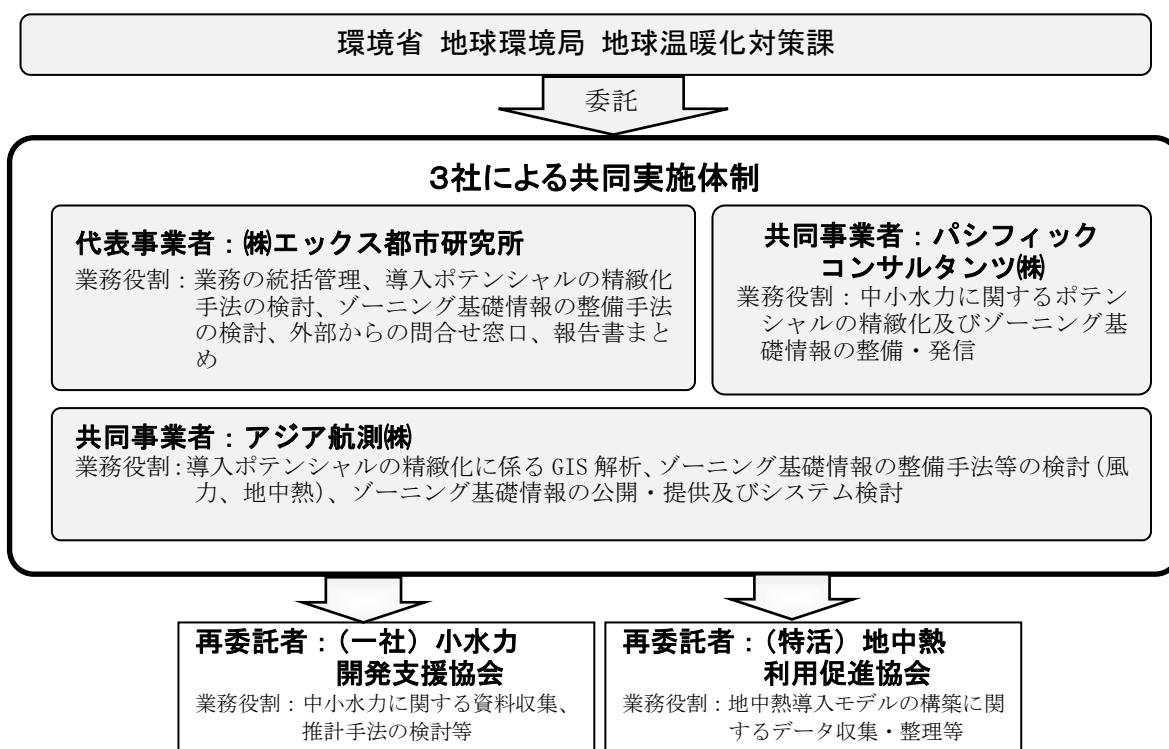 環境省 地球環境局 地球温暖化対策課
委託
3社による共同実施体制
代表事業者：㈱エックス都市研究所
業務役割：業務の統括管理、導入ポテンシャルの精緻化
手法の検討、ゾーニング基礎情報の整備手法
の検討、外部からの問合せ窓口、報告書まと
め
共同事業者：パシフィック
コンサルタンツ㈱
業務役割：中小水力に関するポテン
シャルの精緻化及びゾーニング基
礎情報の整備・発信
共同事業者：アジア航測㈱
業務役割：導入ポテンシャルの精緻化に係る GIS 解析、ゾーニング基礎情報の整備手法等の検討（風
力、地中熱）、ゾーニング基礎情報の公開・提供及びシステム検討
再委託者：（一社）小水力
開発支援協会
業務役割：中小水力に関する資料収集、
推計手法の検討等
再委託者：（特活）地中熱
利用促進協会
業務役割：地中熱導入モデルの構築に関
するデータ収集・整理等